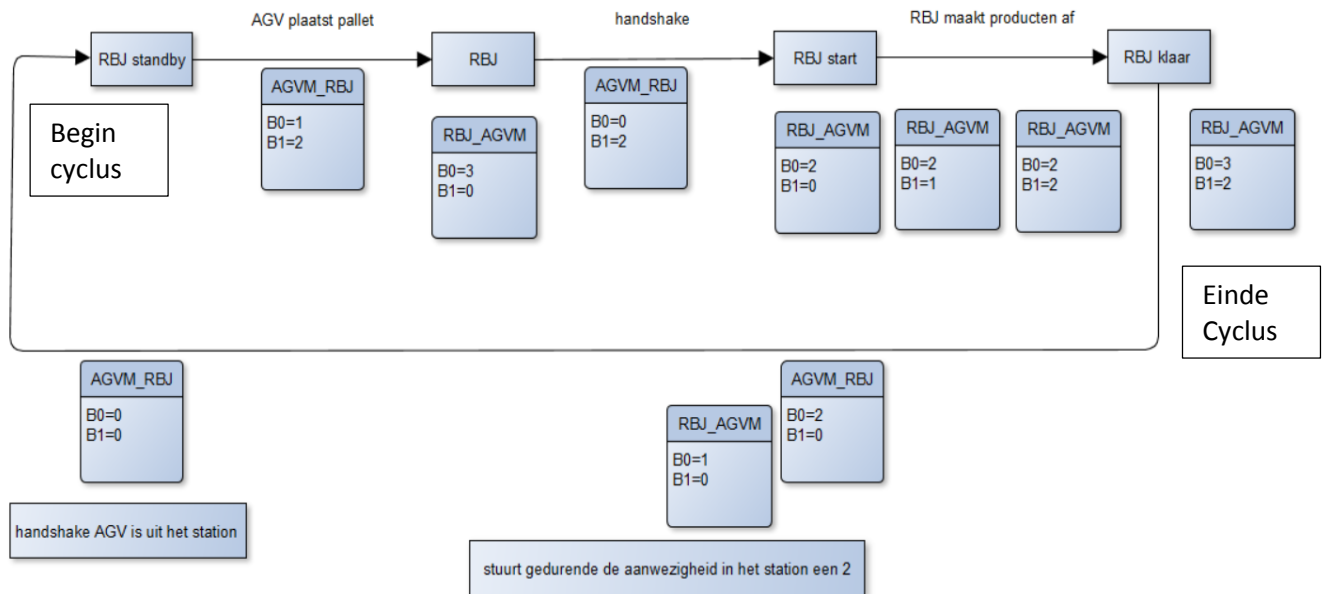 AGV plaatst pallet
handshake
RBJ maakt producten af
RBJ standby
RBJ
RBJ start
RBJ klaar
Begin
cyclus
AGVM_RBJ
B0=1
B1=2
RBJ_AGVM
B0=3
B1=0
AGVM_RBJ
B0=0
B1=2
RBJ_AGVM
B0=2
B1=0
RBJ_AGVM
B0=2
B1=1
RBJ_AGVM
B0=2
B1=2
RBJ_AGVM
B0=3
B1=2
Einde
Cyclus
AGVM_RBJ
B0=0
B1=0
handshake AGV is uit het station
RBJ_AGVM
B0=1
B1=0
AGVM_RBJ
B0=2
B1=0
stuurt gedurende de aanwezigheid in het station een 2